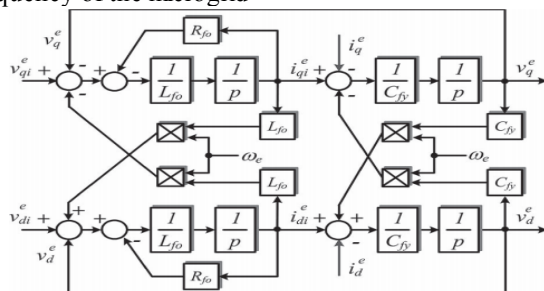 quency of the microgrid
v_q^e
R_fo
i_q^e
v_qi^e + - + - 1/L_fo 1/p i_qi^e + - 1/C_fy 1/p v_q^e
- L_fo - C_fy
ω_e ω_e
L_fo C_fy
v_di^e + + + - 1/L_fo 1/p i_di^e + + - 1/C_fy 1/p v_d^e
v_d^e - R_fo i_d^e